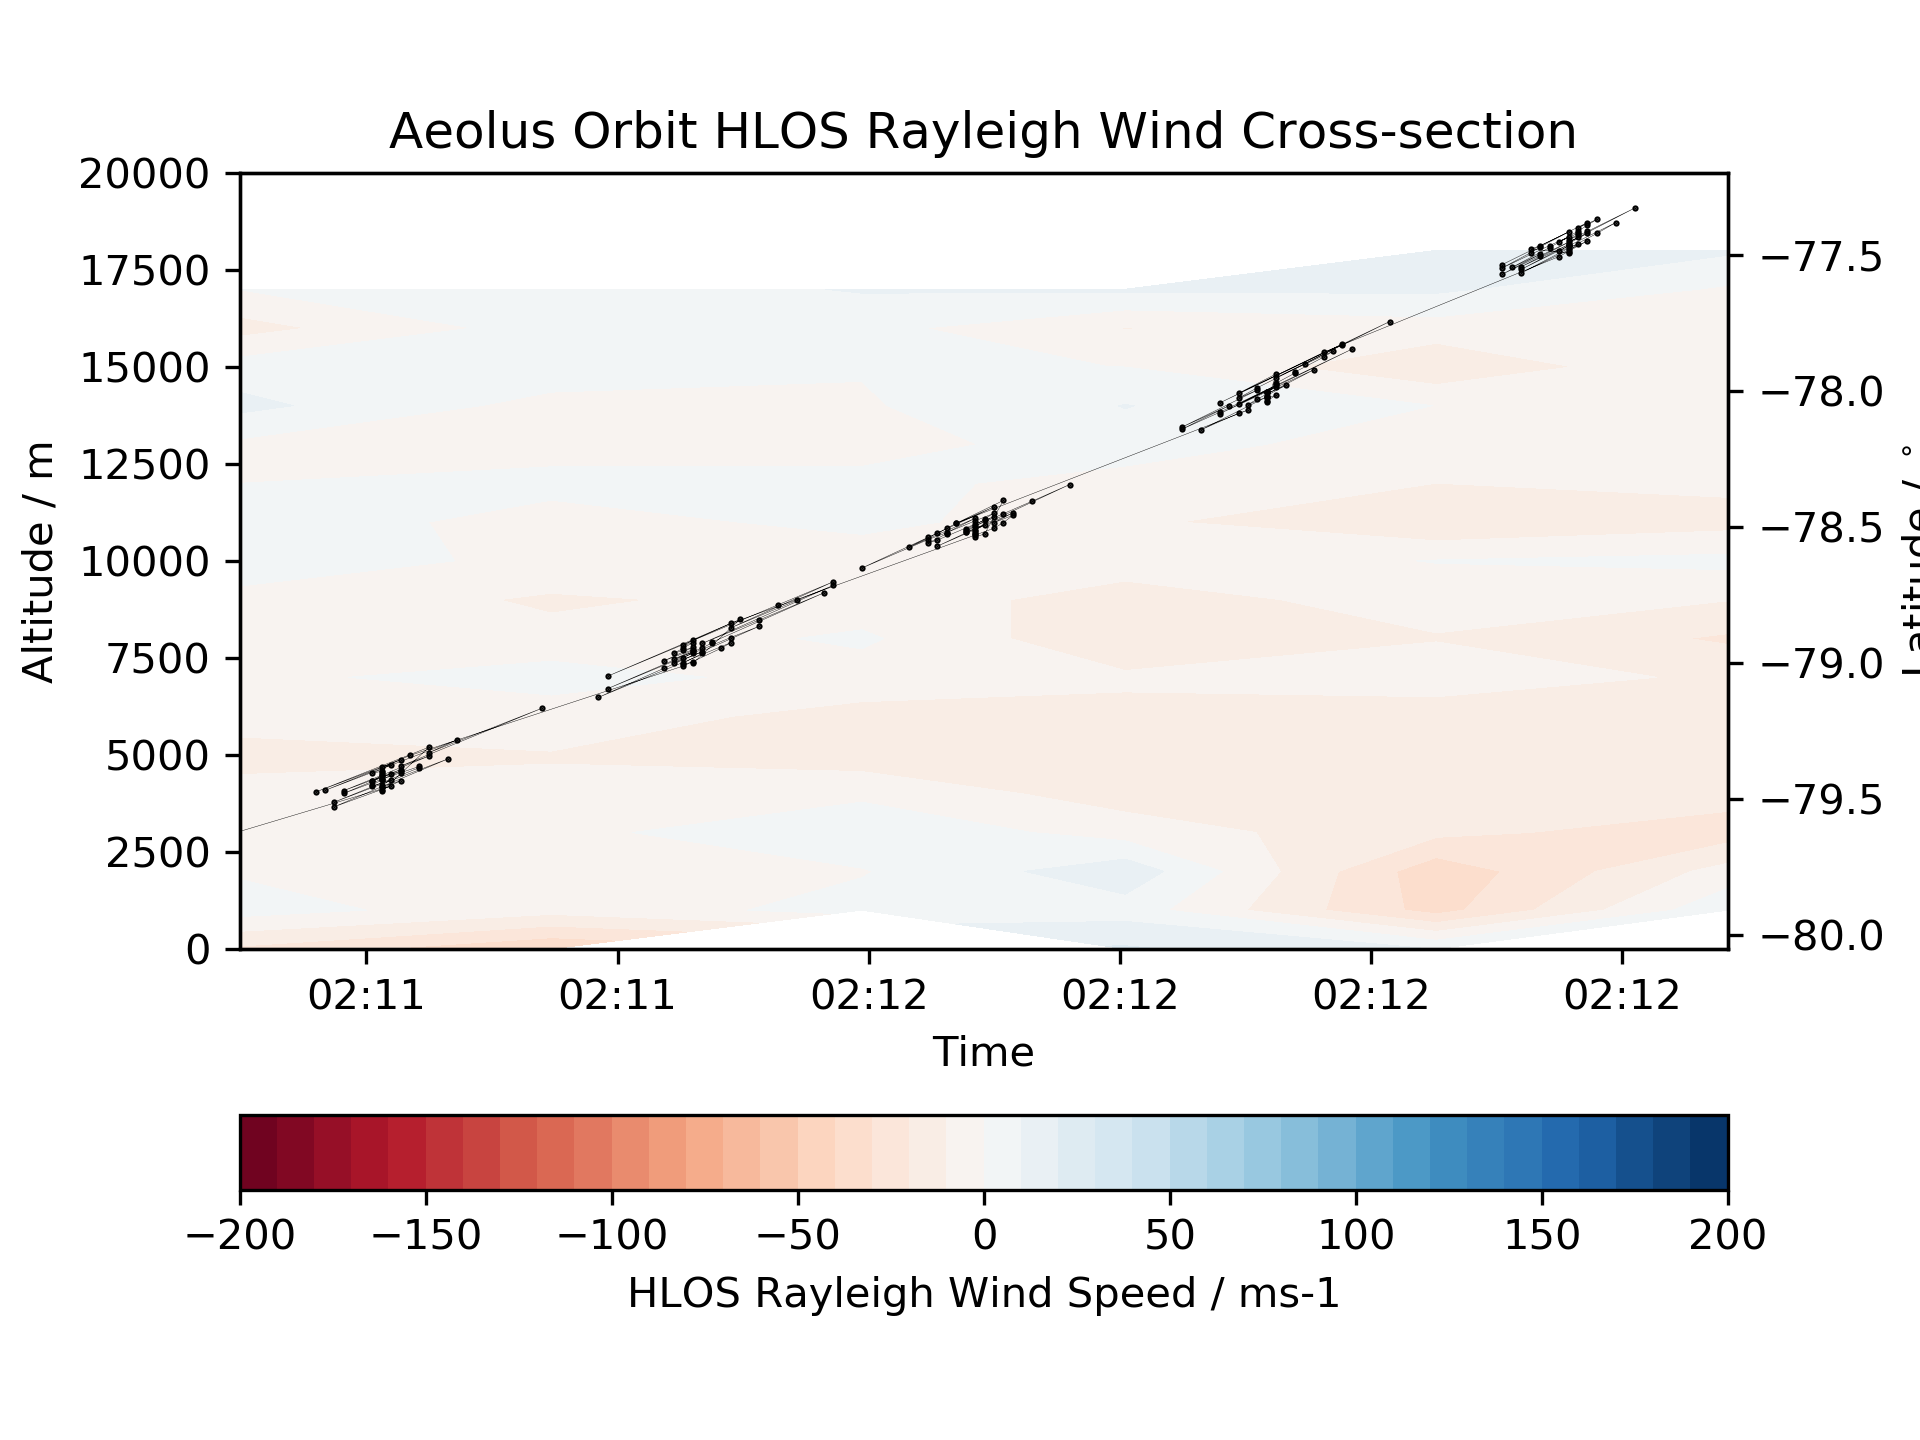 Aeolus Orbit HLOS Rayleigh Wind Cross-section
20000
17500
15000
12500
10000
7500
5000
2500
0
Altitude / m
−77.5
−78.0
−78.5
−79.0
−79.5
−80.0
Latitude / °
02:11 02:11 02:12 02:12 02:12 02:12
Time
−200 −150 −100 −50 0 50 100 150 200
HLOS Rayleigh Wind Speed / ms-1